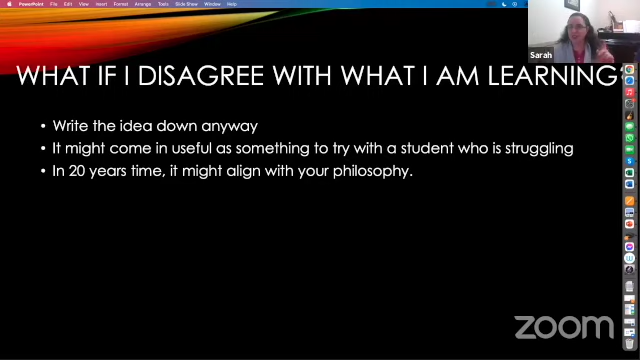 PowerPoint File Edit View Insert Format Arrange Tools Slide Show Window Help
Sarah
WHAT IF I DISAGREE WITH WHAT I AM LEARNING?
• Write the idea down anyway
• It might come in useful as something to try with a student who is struggling
• In 20 years time, it might align with your philosophy.
zoom